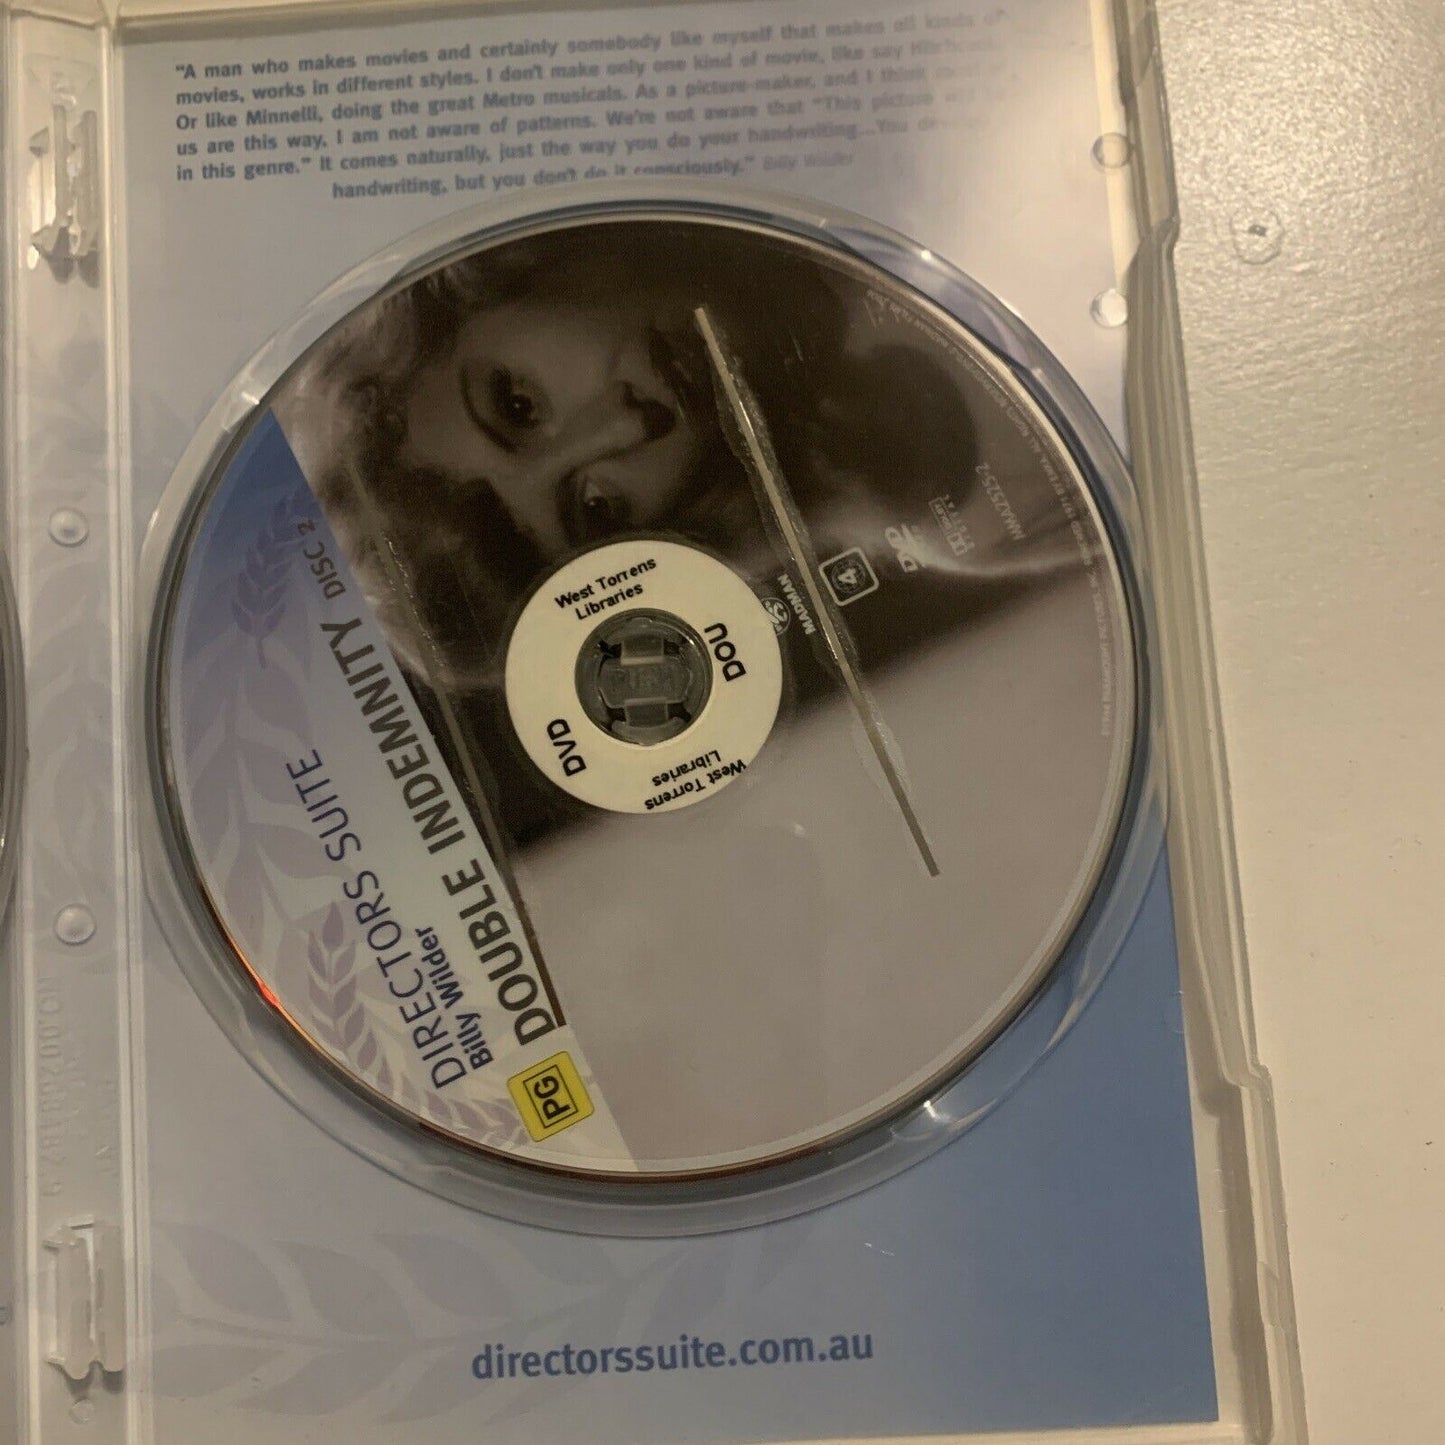 "A man who makes movies and certainly somebody like myself that makes all kinds of
movies, works in different styles. I don't make only one kind of movie, like say
Or like Minnelli, doing the great Metro musicals. As a picture-maker, and I think
us are this way, I am not aware of patterns. We're not aware that "This picture
in this genre." It comes naturally, just the way you do your handwriting...You
handwriting, but you don't do it consciously." Billy Wilder
DIRECTORS SUITE
Billy Wilder
DOUBLE INDEMNITY DISC 2
PG
West Torrens
Libraries
DVD
DOU
West Torrens
Libraries
MADMAN
4
DVD
MMA2525-2
directorssuite.com.au